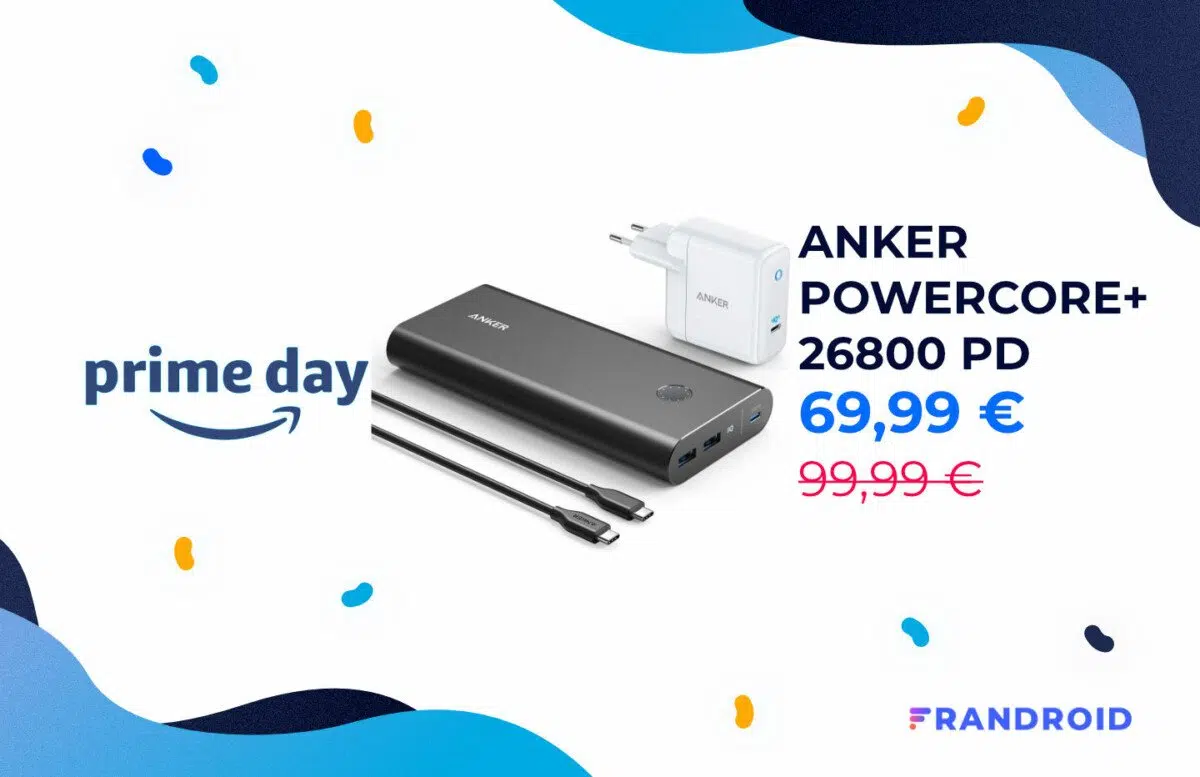 prime day
ANKER
POWERCORE+
26800 PD
69,99 €
99,99 €
ANKER
ANKER
FRANDROID